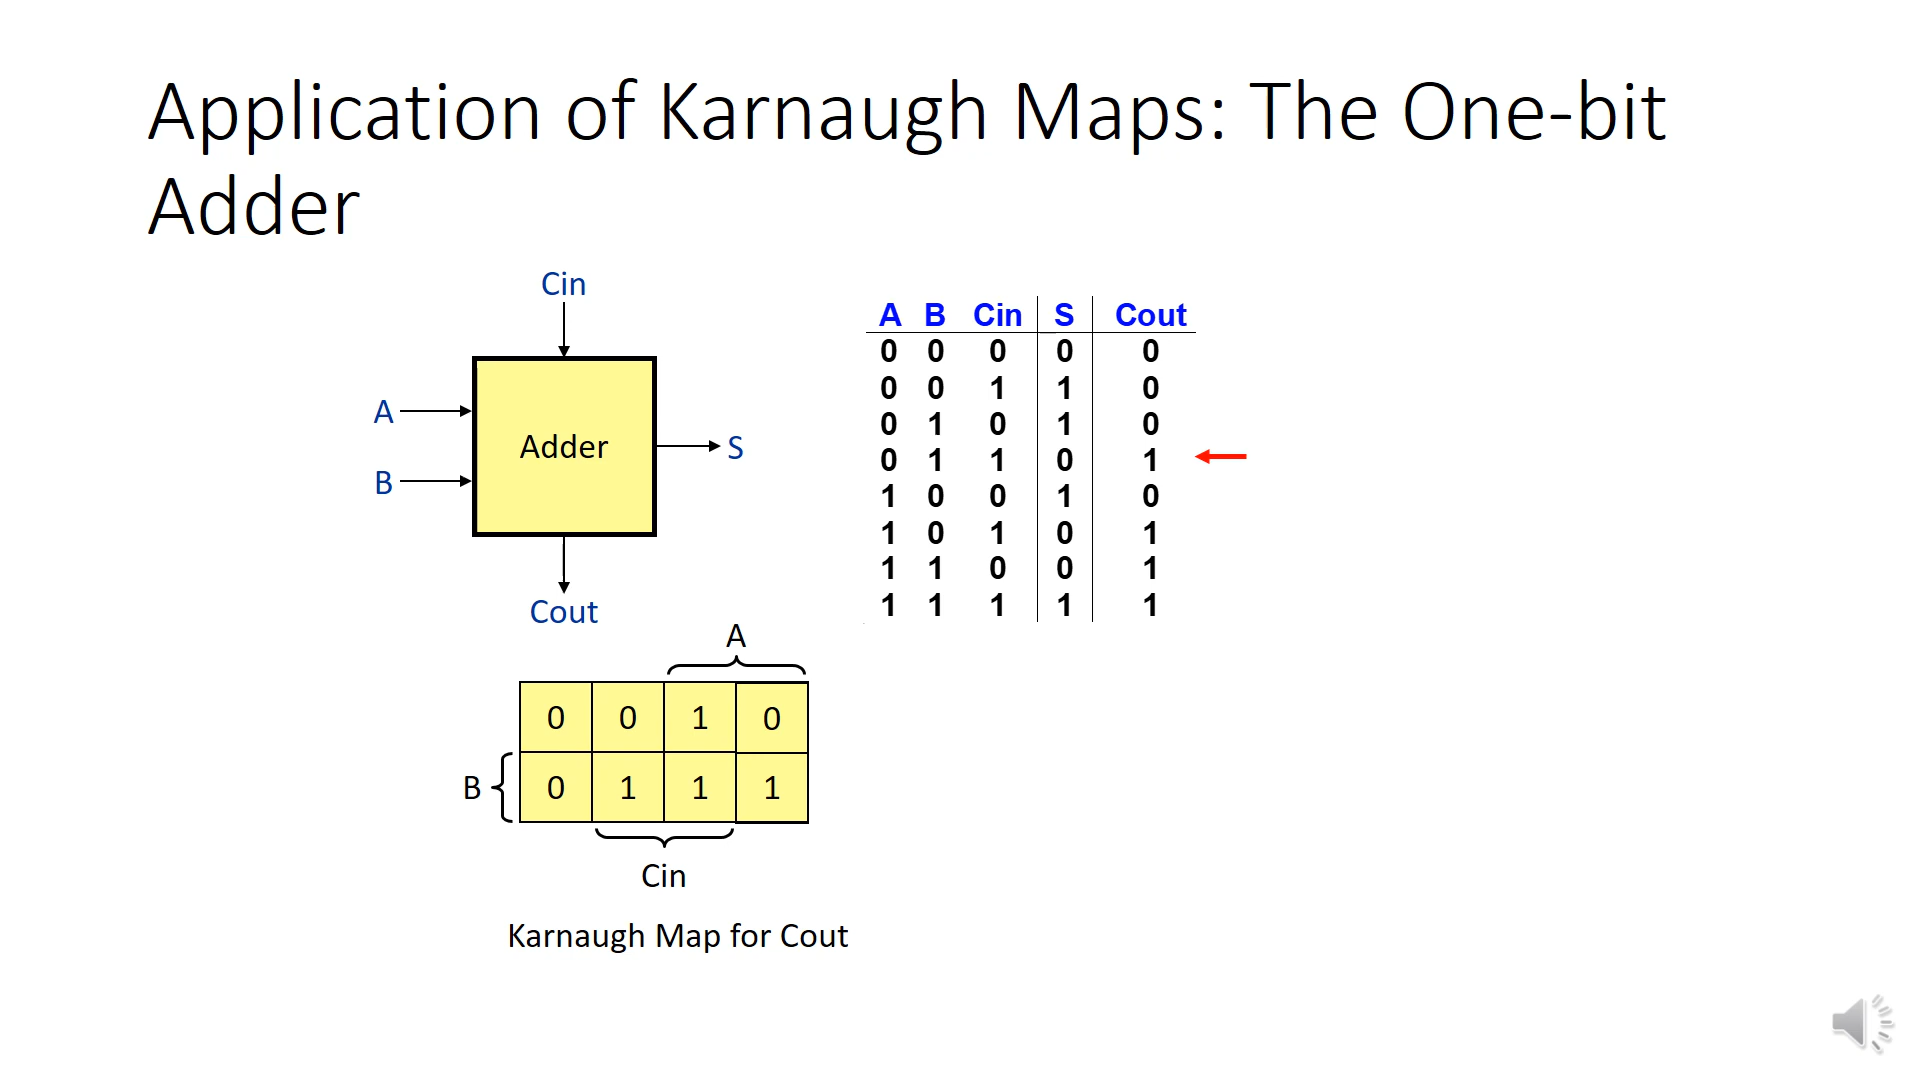 Application of Karnaugh Maps: The One-bit
Adder
Cin
A
B
Adder
S
Cout
A B Cin S Cout
0 0 0 0 0
0 0 1 1 0
0 1 0 1 0
0 1 1 0 1
1 0 0 1 0
1 0 1 0 1
1 1 0 0 1
1 1 1 1 1
A
0 0 1 0
B 0 1 1 1
Cin
Karnaugh Map for Cout